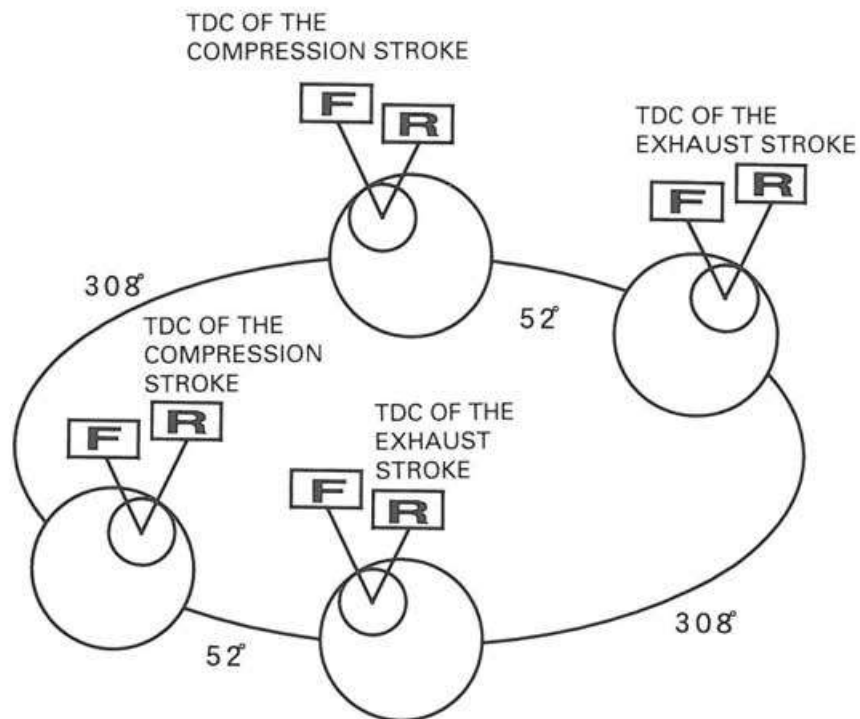 TDC OF THE
COMPRESSION STROKE
F
R
TDC OF THE
EXHAUST STROKE
F
R
308°
52°
TDC OF THE
COMPRESSION
STROKE
F
R
TDC OF THE
EXHAUST
STROKE
F
R
52°
308°